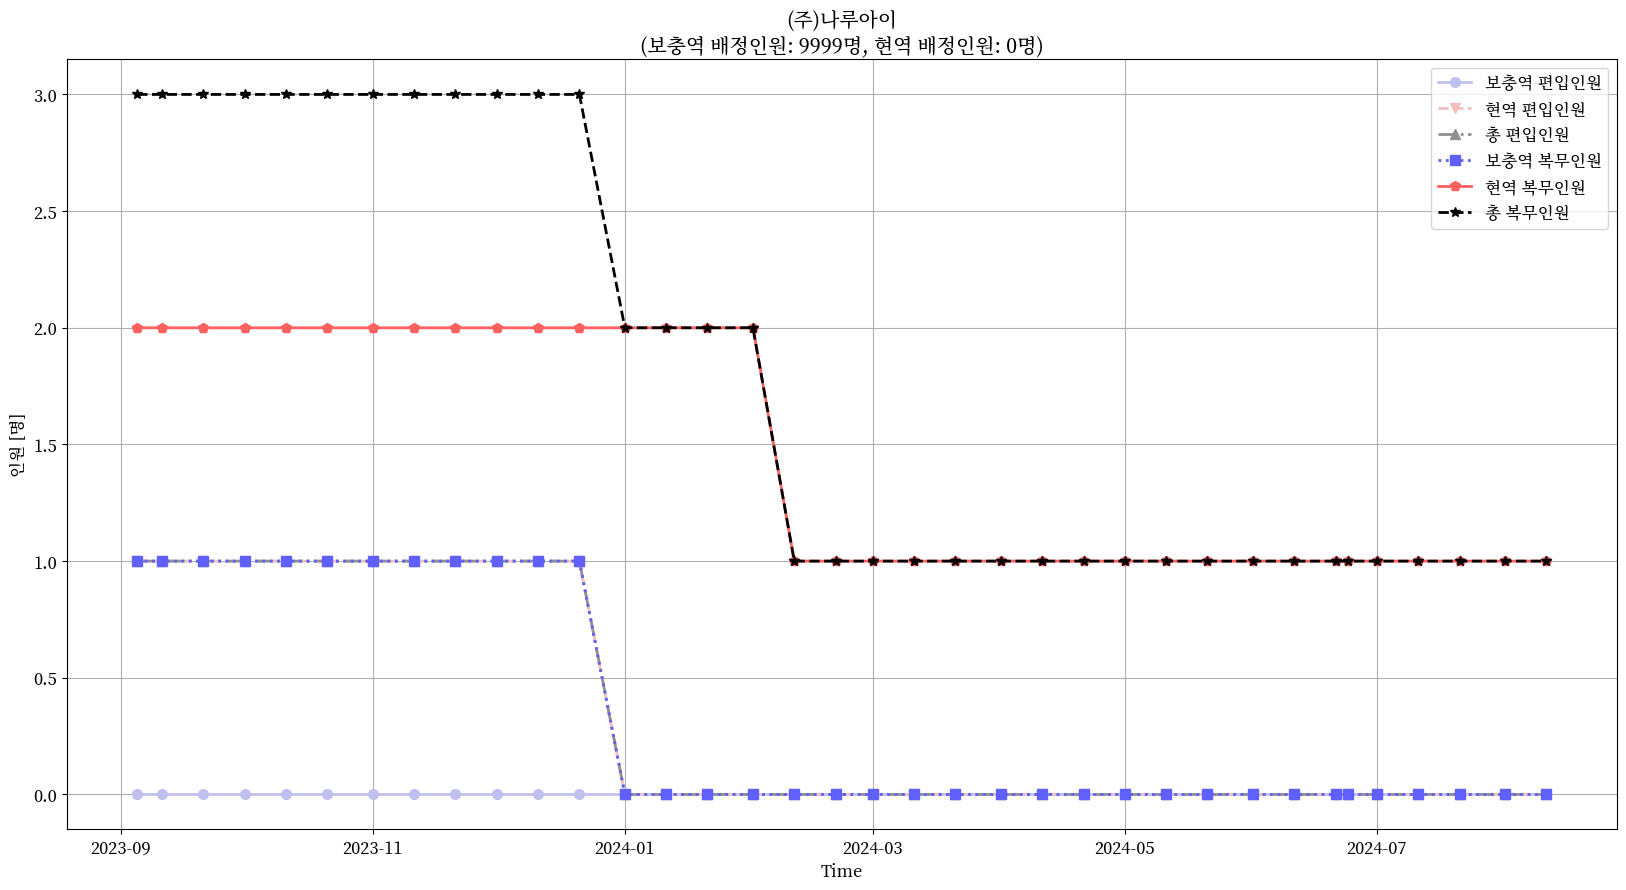 (주)나루아이
(보충역 배정인원: 9999명, 현역 배정인원: 0명)
보충역 편입인원
현역 편입인원
총 편입인원
보충역 복무인원
현역 복무인원
총 복무인원
3.0
2.5
2.0
1.5
1.0
0.5
0.0
인원 [명]
2023-09
2023-11
2024-01
2024-03
2024-05
2024-07
Time